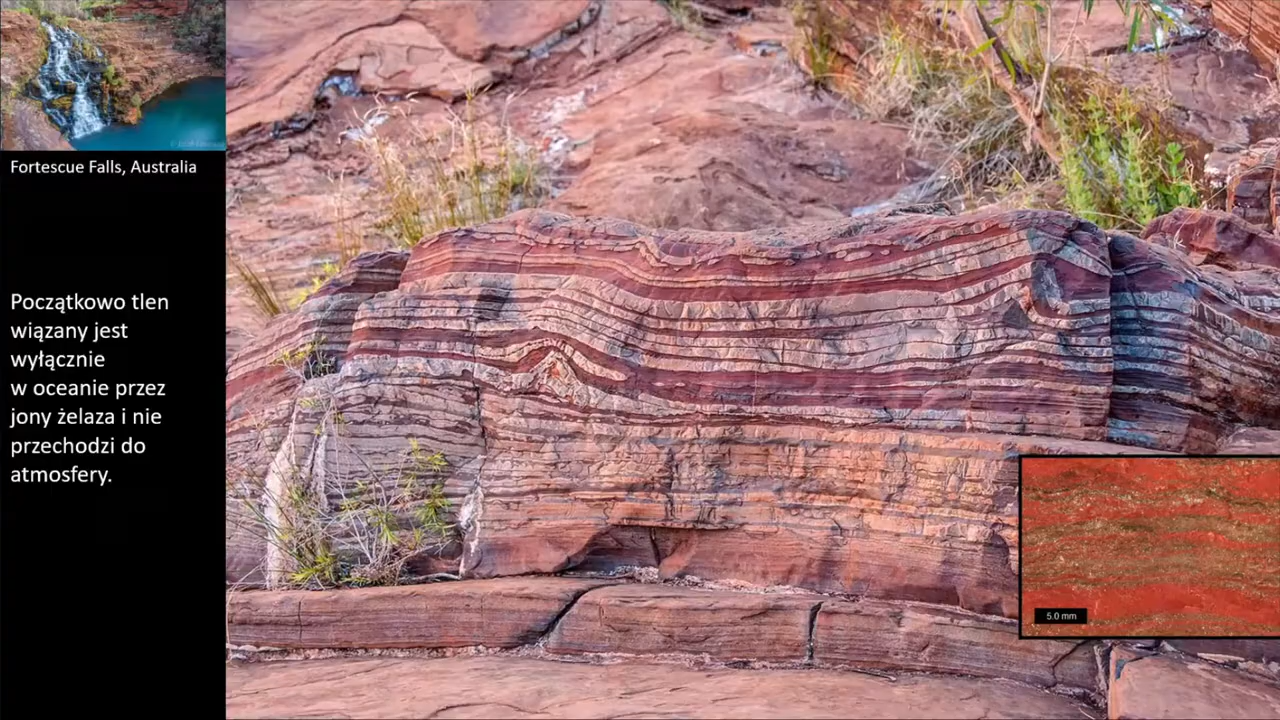 Fortescue Falls, Australia
Początkowo tlen
wiązany jest
wyłącznie
w oceanie przez
jony żelaza i nie
przechodzi do
atmosfery.
5.0 mm